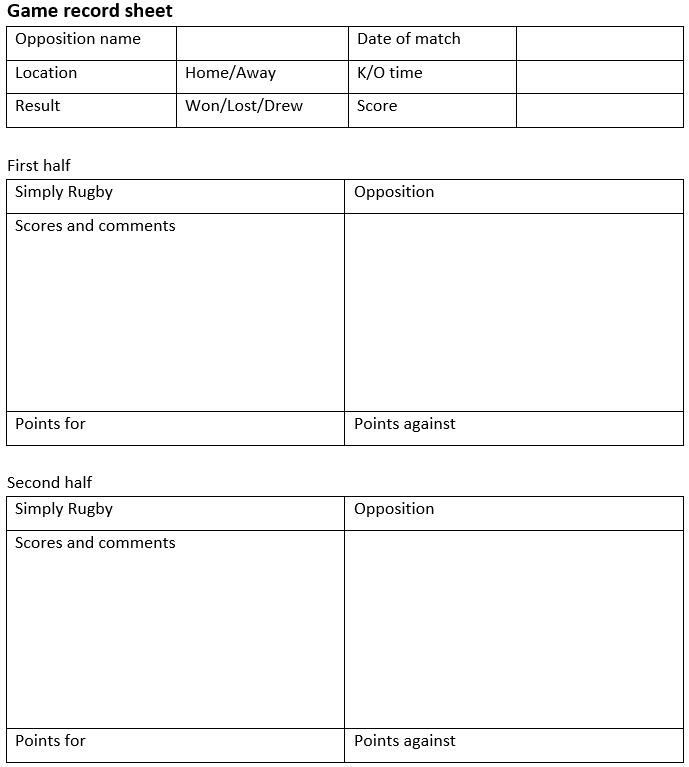 Game record sheet
Opposition name Date of match
Location Home/Away K/O time
Result Won/Lost/Drew Score
First half
Simply Rugby Opposition
Scores and comments
Points for Points against
Second half
Simply Rugby Opposition
Scores and comments
Points for Points against